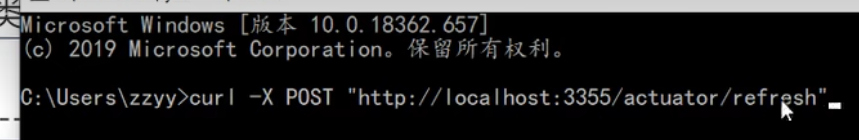 类
Microsoft Windows [版本 10.0.18362.657]
(c) 2019 Microsoft Corporation。保留所有权利。
C:\Users\zzyy>curl -X POST "http://localhost:3355/actuator/refresh"